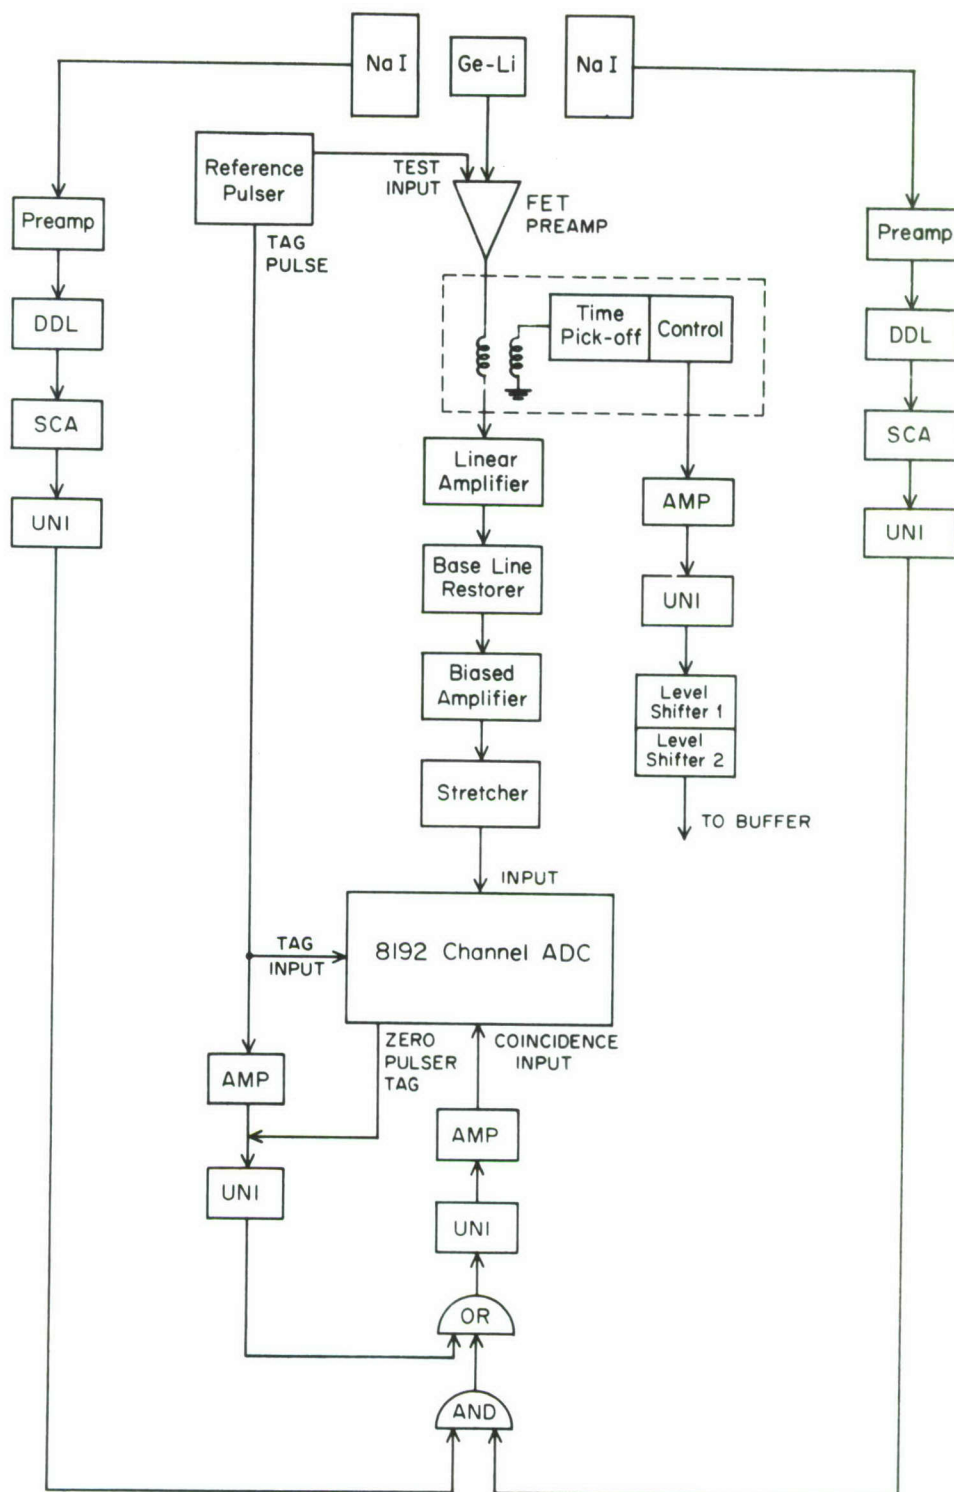 Na I
Ge-Li
Na I
Reference
Pulser
TEST
INPUT
FET
PREAMP
TAG
PULSE
Preamp
DDL
SCA
UNI
Preamp
DDL
SCA
UNI
Time
Pick-off
Control
Linear
Amplifier
Base Line
Restorer
Biased
Amplifier
Stretcher
AMP
UNI
Level
Shifter 1
Level
Shifter 2
TO BUFFER
INPUT
TAG
INPUT
8192 Channel ADC
ZERO
PULSER
TAG
COINCIDENCE
INPUT
AMP
UNI
AMP
UNI
OR
AND